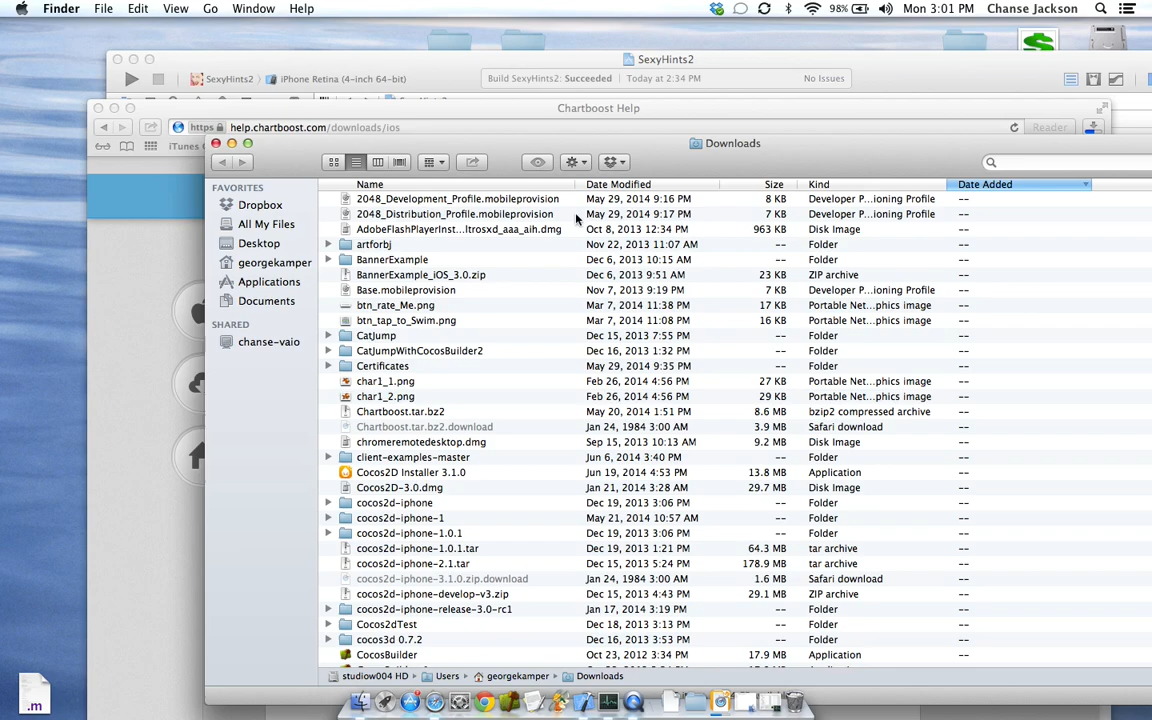 Finder File Edit View Go Window Help 98% Mon 3:01 PM Chanse Jackson
SexyHints2
SexyHints2 iPhone Retina (4-inch 64-bit) Build SexyHints2: Succeeded Today at 2:34 PM No Issues
Chartboost Help
https help.chartboost.com/downloads/ios Reader
iTunes
Downloads
FAVORITES
Dropbox
All My Files
Desktop
georgekamper
Applications
Documents
SHARED
chanse-vaio
Name Date Modified Size Kind Date Added
2048_Development_Profile.mobileprovision May 29, 2014 9:16 PM 8 KB Developer P...ioning Profile --
2048_Distribution_Profile.mobileprovision May 29, 2014 9:17 PM 7 KB Developer P...ioning Profile --
AdobeFlashPlayerInst...ltrosxd_aaa_aih.dmg Oct 8, 2013 12:34 PM 963 KB Disk Image --
artforbj Nov 22, 2013 11:07 AM -- Folder --
BannerExample Dec 6, 2013 10:15 AM -- Folder --
BannerExample_iOS_3.0.zip Dec 6, 2013 9:51 AM 23 KB ZIP archive --
Base.mobileprovision Nov 7, 2013 9:19 PM 7 KB Developer P...ioning Profile --
btn_rate_Me.png Mar 7, 2014 11:38 PM 17 KB Portable Net...phics image --
btn_tap_to_Swim.png Mar 7, 2014 11:08 PM 16 KB Portable Net...phics image --
CatJump Dec 15, 2013 7:55 PM -- Folder --
CatJumpWithCocosBuilder2 Dec 16, 2013 1:32 PM -- Folder --
Certificates May 29, 2014 9:35 PM -- Folder --
char1_1.png Feb 26, 2014 4:56 PM 27 KB Portable Net...phics image --
char1_2.png Feb 26, 2014 4:56 PM 29 KB Portable Net...phics image --
Chartboost.tar.bz2 May 20, 2014 1:51 PM 8.6 MB bzip2 compressed archive --
Chartboost.tar.bz2.download Jan 24, 1984 3:00 AM 3.9 MB Safari download --
chromeremotedesktop.dmg Sep 15, 2013 10:13 AM 9.2 MB Disk Image --
client-examples-master Jun 6, 2014 3:40 PM -- Folder --
Cocos2D Installer 3.1.0 Jun 19, 2014 4:53 PM 13.8 MB Application --
Cocos2D-3.0.dmg Jan 21, 2014 3:28 AM 29.7 MB Disk Image --
cocos2d-iphone Dec 19, 2013 3:06 PM -- Folder --
cocos2d-iphone-1 May 21, 2014 10:57 AM -- Folder --
cocos2d-iphone-1.0.1 Dec 19, 2013 3:06 PM -- Folder --
cocos2d-iphone-1.0.1.tar Dec 19, 2013 1:21 PM 64.3 MB tar archive --
cocos2d-iphone-2.1.tar Dec 15, 2013 5:24 PM 178.9 MB tar archive --
cocos2d-iphone-3.1.0.zip.download Jan 24, 1984 3:00 AM 1.6 MB Safari download --
cocos2d-iphone-develop-v3.zip Dec 15, 2013 4:43 PM 29.1 MB ZIP archive --
cocos2d-iphone-release-3.0-rc1 Jan 17, 2014 3:19 PM -- Folder --
Cocos2dTest Dec 18, 2013 3:13 PM -- Folder --
cocos3d 0.7.2 Dec 16, 2013 3:53 PM -- Folder --
CocosBuilder Oct 23, 2012 3:34 PM 17.9 MB Application --
studiow004 HD Users georgekamper Downloads
.m